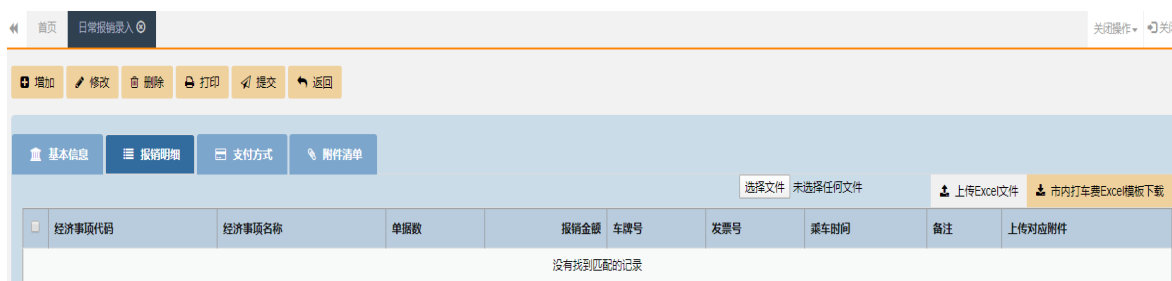 首页 日常报销录入 关闭操作 关闭
增加 修改 删除 打印 提交 返回
基本信息 报销明细 支付方式 附件清单
选择文件 未选择任何文件 上传Excel文件 市内打车费Excel模板下载
经济事项代码 经济事项名称 单据数 报销金额 车牌号 发票号 乘车时间 备注 上传对应附件
没有找到匹配的记录